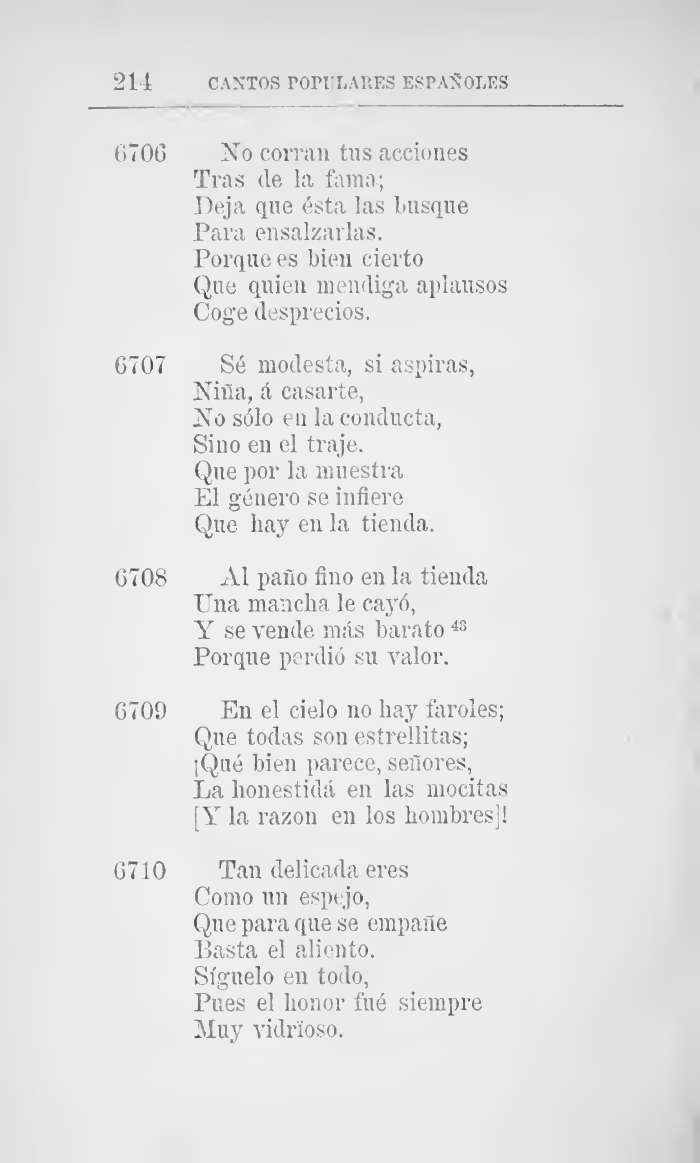 214 CANTOS POPULARES ESPAÑOLES
6706 No corran tus acciones
Tras de la fama;
Deja que ésta las busque
Para ensalzarlas.
Porque es bien cierto
Que quien mendiga aplausos
Coge desprecios.
6707 Sé modesta, si aspiras,
Niña, á casarte,
No sólo en la conducta,
Sino en el traje.
Que por la muestra
El género se infiere
Que hay en la tienda.
6708 Al paño fino en la tienda
Una mancha le cayó,
Y se vende más barato 43
Porque perdió su valor.
6709 En el cielo no hay faroles;
Que todas son estrellitas;
¡Qué bien parece, señores,
La honestidá en las mocitas
[Y la razon en los hombres]!
6710 Tan delicada eres
Como un espejo,
Que para que se empañe
Basta el aliento.
Síguelo en todo,
Pues el honor fué siempre
Muy vidrïoso.